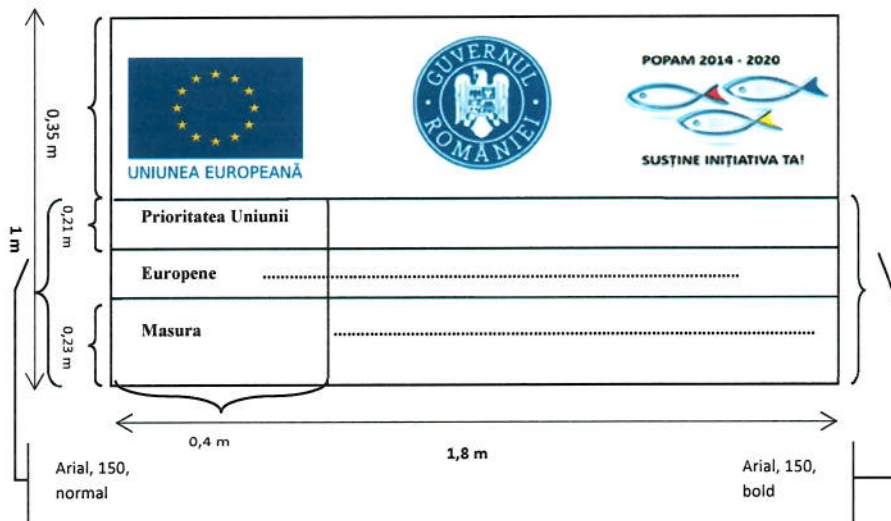 POPAM 2014 - 2020
GUVERNUL ROMÂNIEI
UNIUNEA EUROPEANĂ
SUSȚINE INIȚIATIVA TA!
0,35 m
1 m
0,21 m
0,23 m
Prioritatea Uniunii
Europene ........................................................
Masura ........................................................
0,4 m
1,8 m
Arial, 150,
normal
Arial, 150,
bold